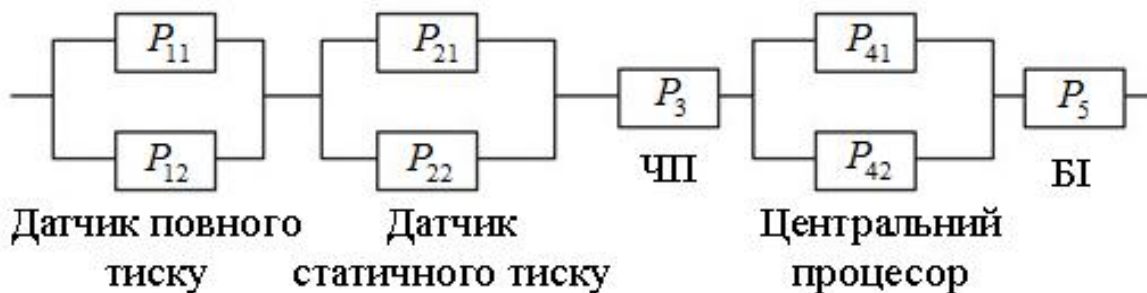 P11
P21
P41
P3
P5
P12
P22
P42
ЧП
БІ
Датчик повного
тиску
Датчик
статичного тиску
Центральний
процесор